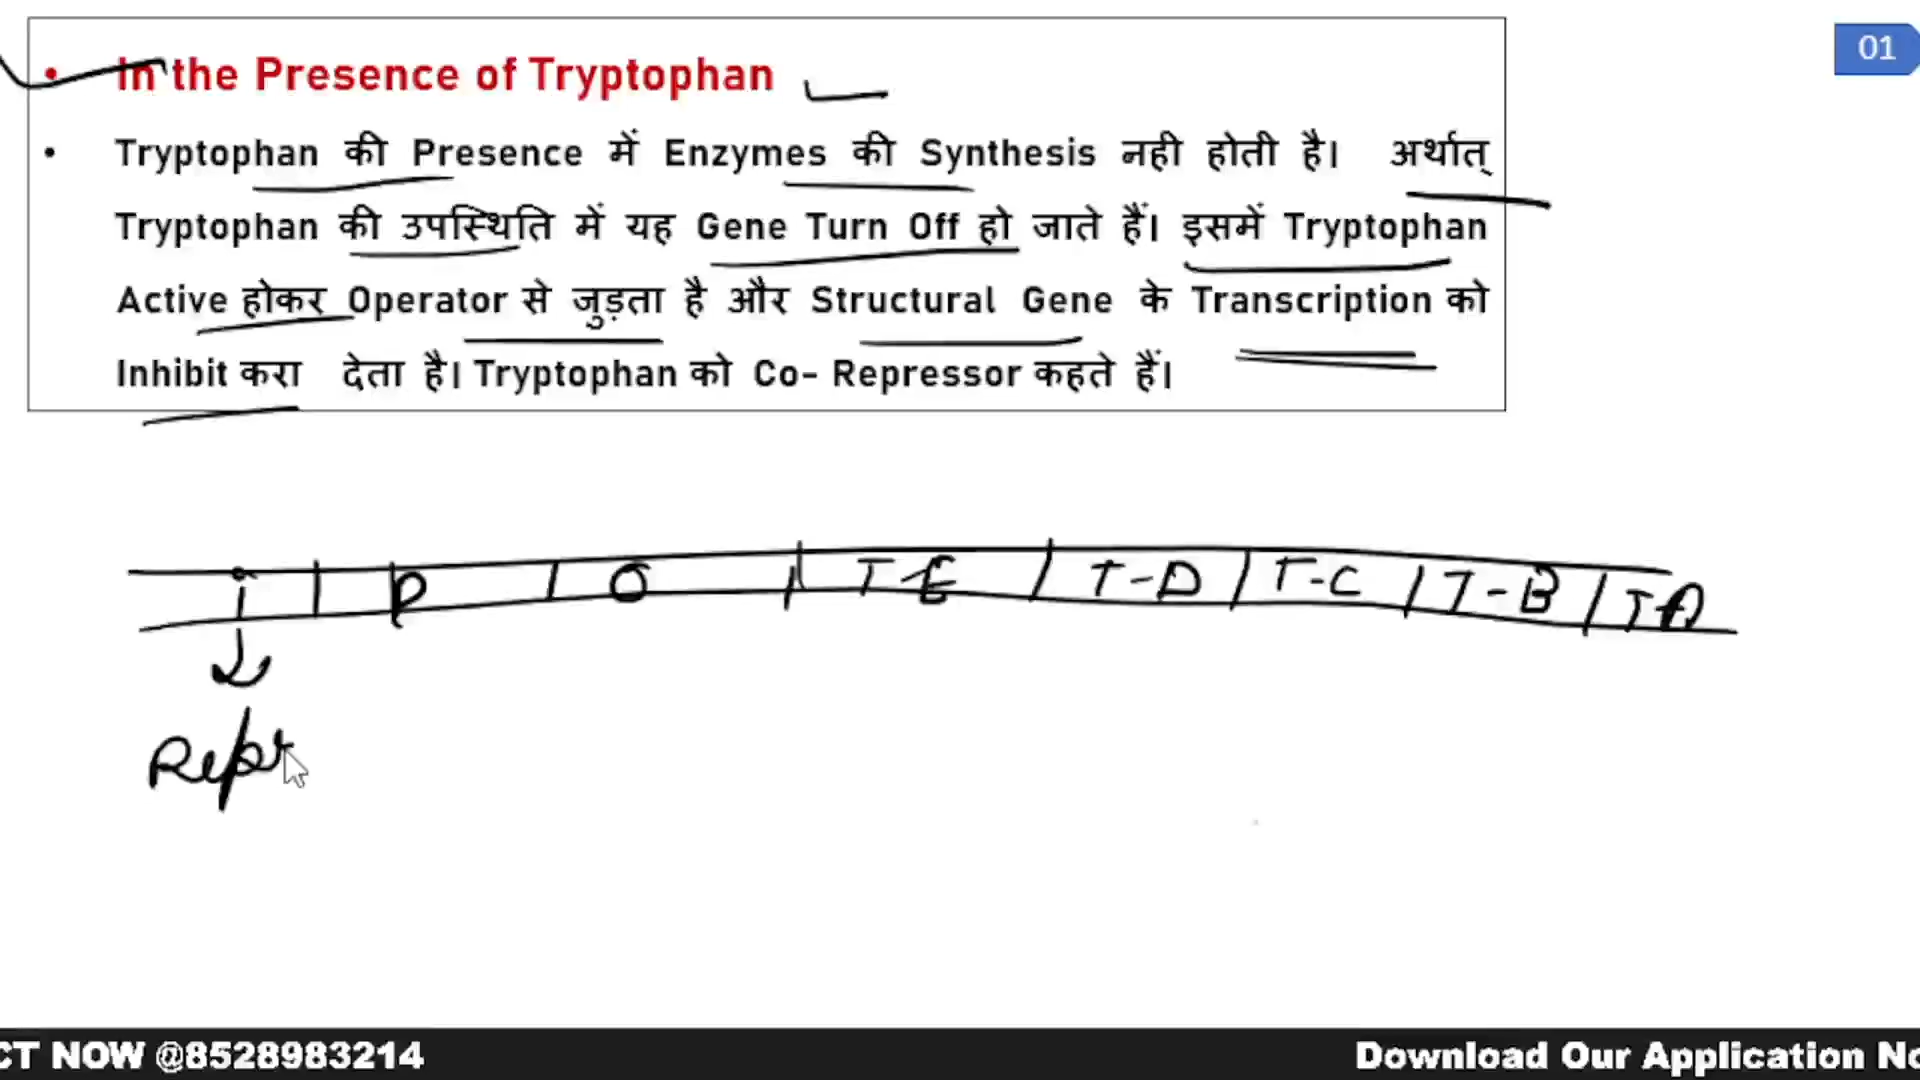 01
• In the Presence of Tryptophan
• Tryptophan की Presence में Enzymes की Synthesis नही होती है। अर्थात्
Tryptophan की उपस्थिति में यह Gene Turn Off हो जाते हैं। इसमें Tryptophan
Active होकर Operator से जुड़ता है और Structural Gene के Transcription को
Inhibit करा देता है। Tryptophan को Co- Repressor कहते हैं।
i P O T-E T-D T-C T-B T-A
Repr
CT NOW @8528983214 Download Our Application No